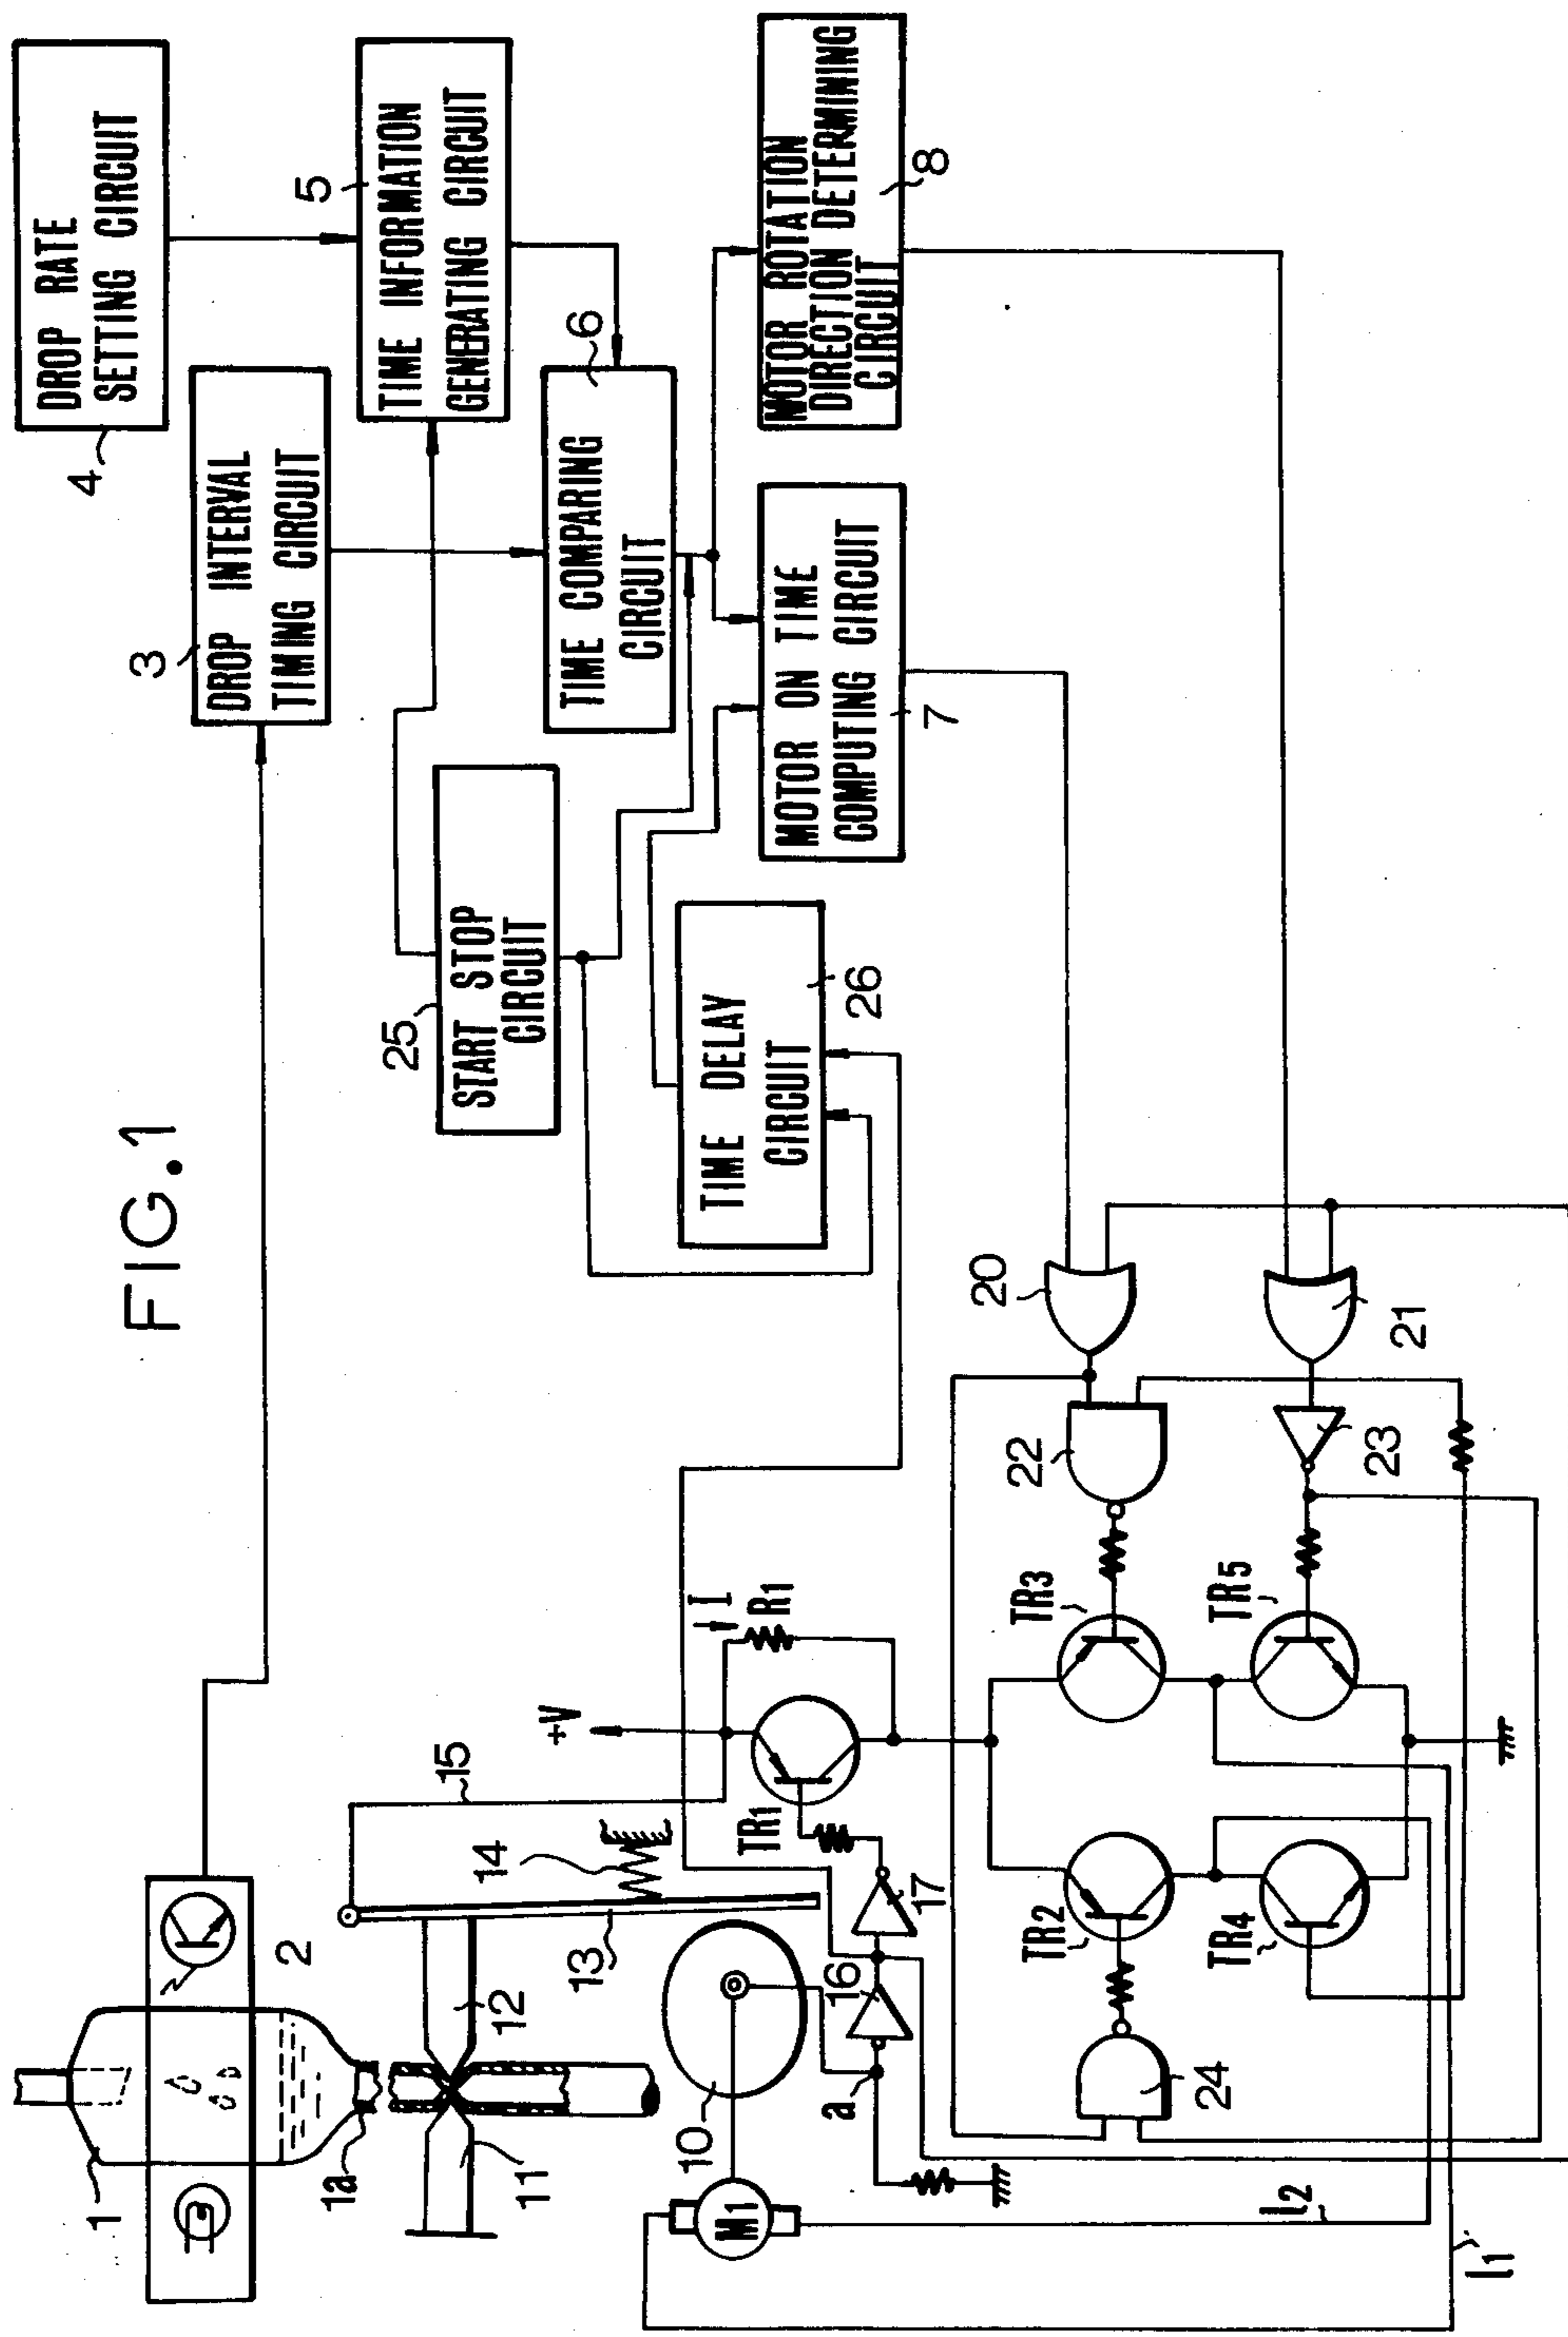 FIG.1
DROP RATE
SETTING CIRCUIT
4
DROP INTERVAL
TIMING CIRCUIT
3
TIME INFORMATION
GENERATING CIRCUIT
5
TIME COMPARING
CIRCUIT
6
START STOP
CIRCUIT
25
TIME DELAY
CIRCUIT
26
MOTOR ON TIME
COMPUTING CIRCUIT
7
MOTOR ROTATION
DIRECTION DETERMINING
CIRCUIT
8
1
2
1a
11
12
13
14
15
10
M1
a
16
17
+V
I
R1
TR1
TR2
TR3
TR4
TR5
20
21
22
23
24
l2
l1